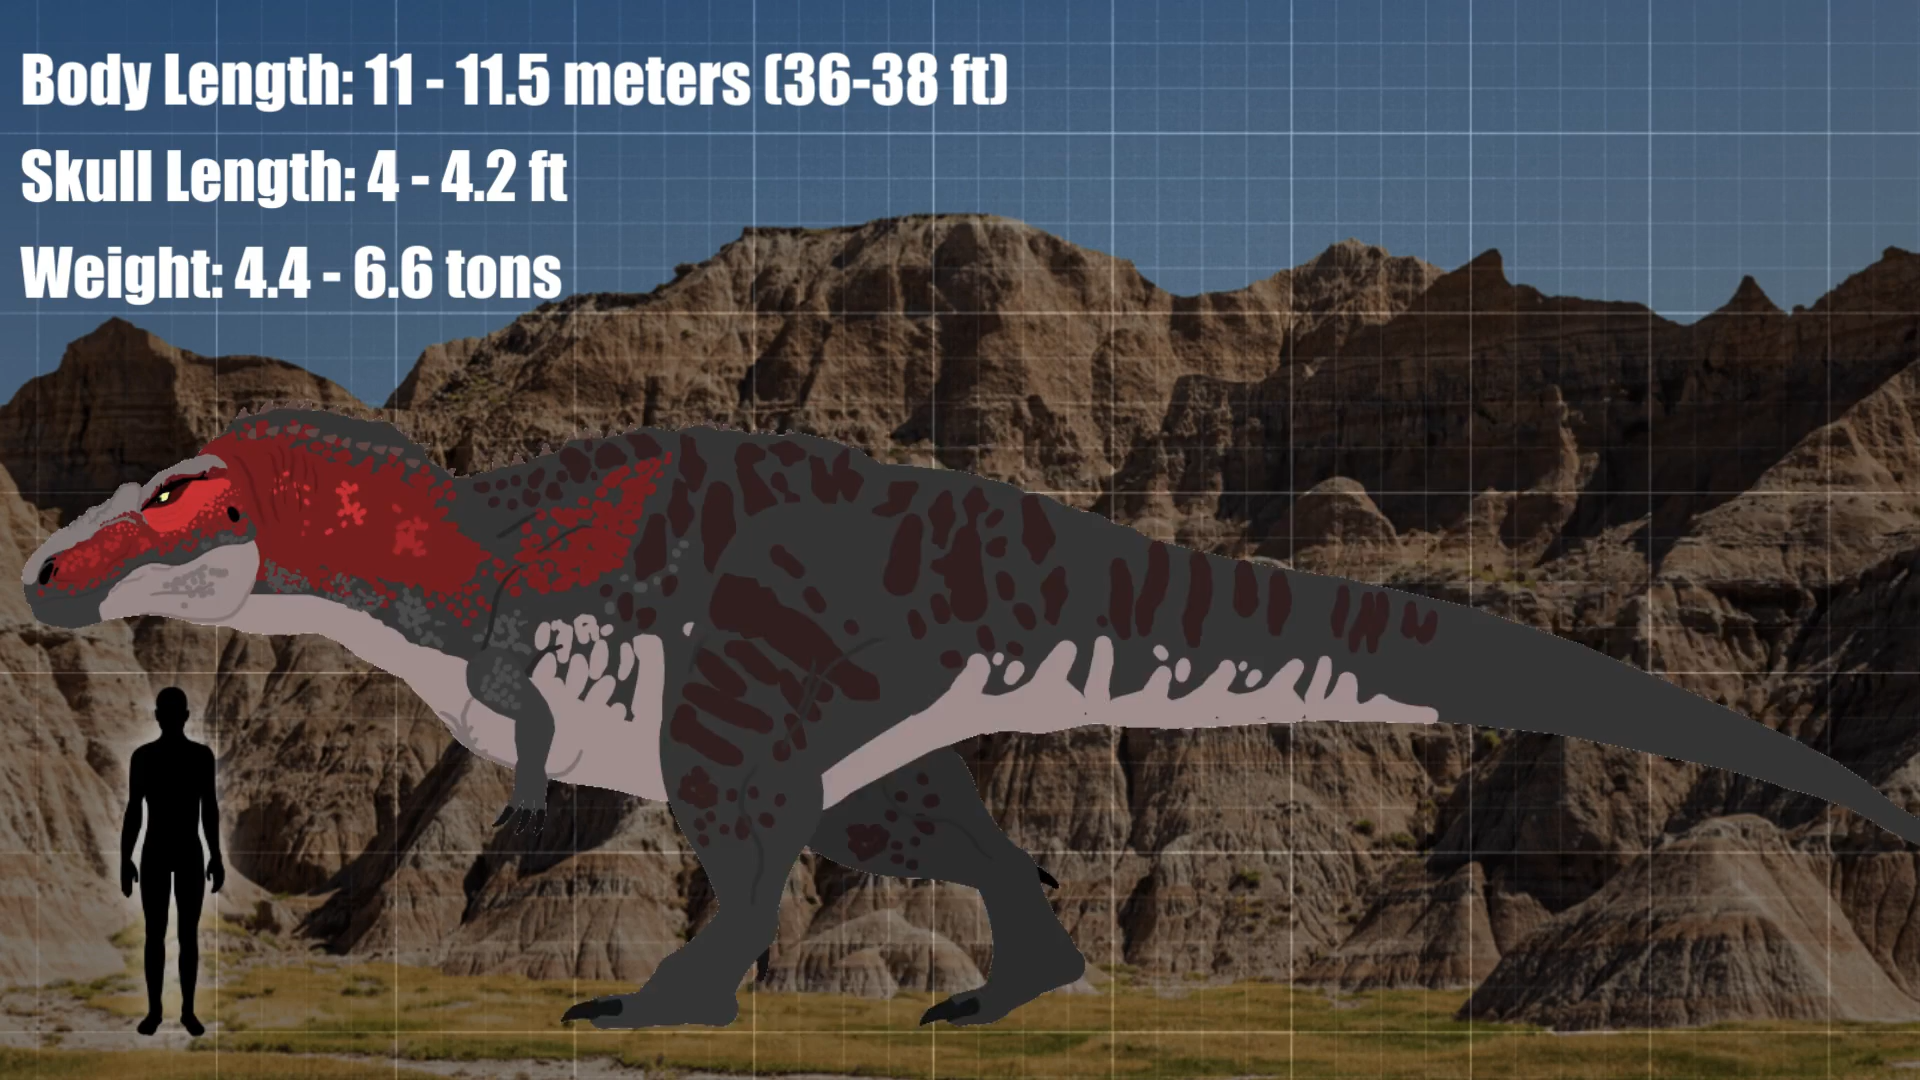 Body Length: 11 - 11.5 meters (36-38 ft)
Skull Length: 4 - 4.2 ft
Weight: 4.4 - 6.6 tons